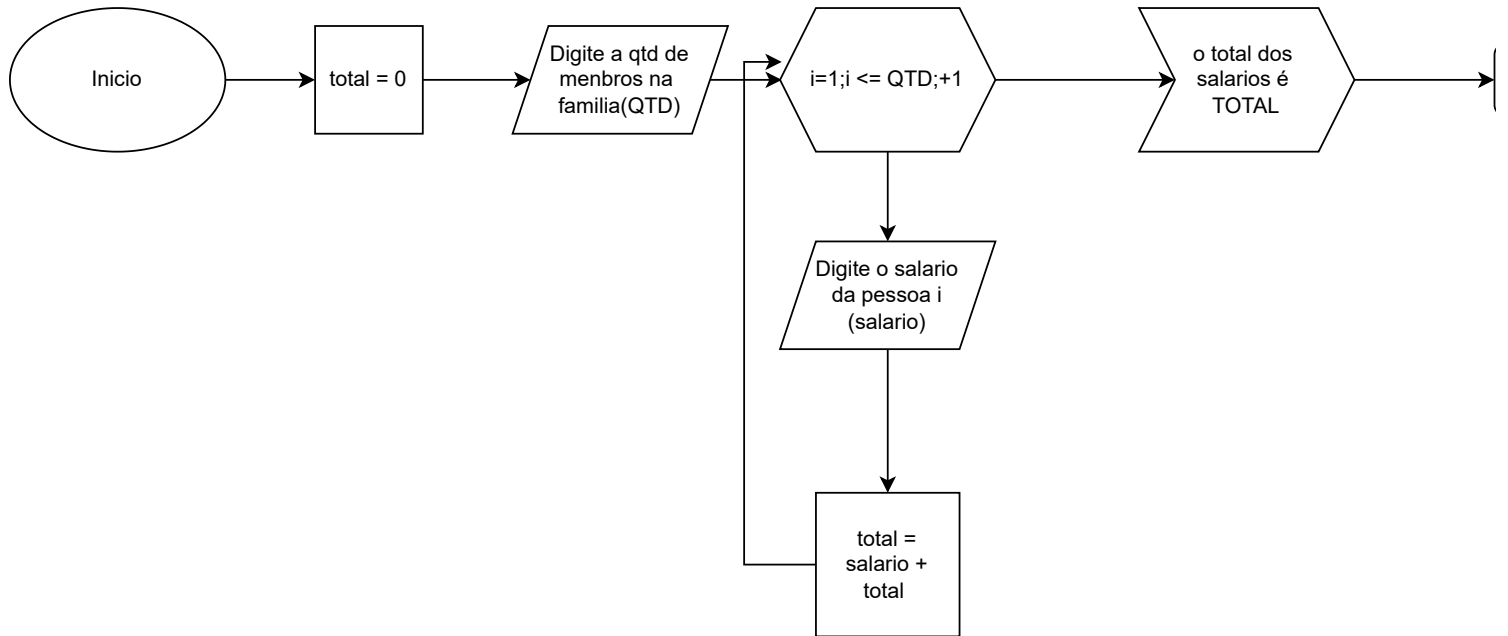 Inicio
total = 0
Digite a qtd de
menbros na
familia(QTD)
i=1;i <= QTD;+1
o total dos
salarios é
TOTAL
Digite o salario
da pessoa i
(salario)
total =
salario +
total